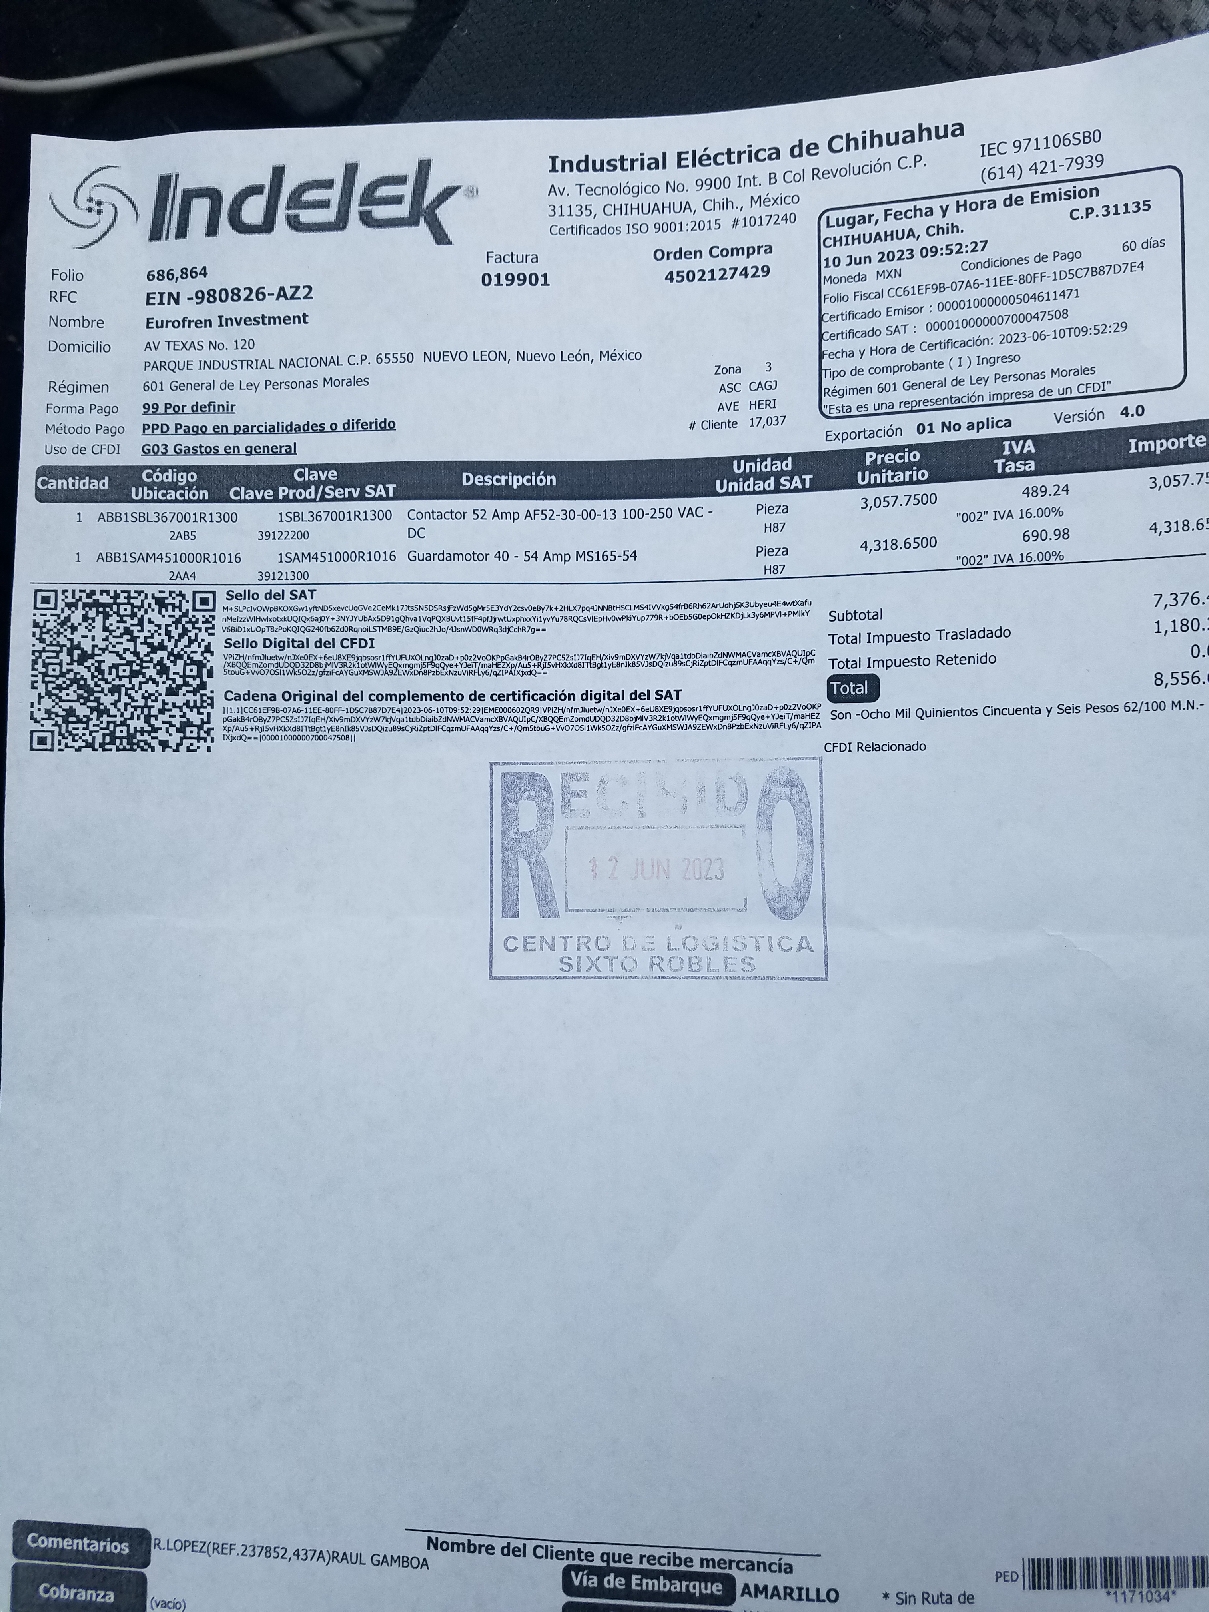 Indelek
Industrial Eléctrica de Chihuahua
Av. Tecnológico No. 9900 Int. B Col Revolución C.P.
31135, CHIHUAHUA, Chih., México
Certificados ISO 9001:2015 #1017240
IEC 971106SB0
(614) 421-7939
Lugar, Fecha y Hora de Emision
CHIHUAHUA, Chih. C.P.31135
10 Jun 2023 09:52:27
Moneda MXN Condiciones de Pago 60 días
Folio Fiscal CC61EF9B-07A6-11EE-80FF-1D5C7B87D7E4
Certificado Emisor : 00001000000504611471
Certificado SAT : 00001000000700047508
Fecha y Hora de Certificación: 2023-06-10T09:52:29
Tipo de comprobante ( I ) Ingreso
Régimen 601 General de Ley Personas Morales
"Esta es una representación impresa de un CFDI"
Folio 686,864
Factura
019901
Orden Compra
4502127429
RFC EIN -980826-AZ2
Nombre Eurofren Investment
Domicilio AV TEXAS No. 120
PARQUE INDUSTRIAL NACIONAL C.P. 65550 NUEVO LEON, Nuevo León, México
Régimen 601 General de Ley Personas Morales
Forma Pago 99 Por definir
Método Pago PPD Pago en parcialidades o diferido
Uso de CFDI G03 Gastos en general
Zona 3
ASC CAGJ
AVE HERI
# Cliente 17,037
Exportación 01 No aplica Versión 4.0
Cantidad Código Ubicación Clave Clave Prod/Serv SAT Descripción Unidad Unidad SAT Precio Unitario IVA Tasa Importe
1 ABB1SBL367001R1300 1SBL367001R1300 Contactor 52 Amp AF52-30-00-13 100-250 VAC - Pieza 3,057.7500 489.24 3,057.75
2AB5 39122200 DC H87 "002" IVA 16.00%
1 ABB1SAM451000R1016 1SAM451000R1016 Guardamotor 40 - 54 Amp MS165-54 Pieza 4,318.6500 690.98 4,318.65
2AA4 39121300 H87 "002" IVA 16.00%
Sello del SAT
Sello Digital del CFDI
Cadena Original del complemento de certificación digital del SAT
Subtotal 7,376.4
Total Impuesto Trasladado 1,180.
Total Impuesto Retenido 0.
Total 8,556.
Son -Ocho Mil Quinientos Cincuenta y Seis Pesos 62/100 M.N.-
CFDI Relacionado
RECIBIDO
12 JUN 2023
CENTRO DE LOGISTICA
SIXTO ROBLES
Comentarios R.LOPEZ(REF.237852,437A)RAUL GAMBOA
Nombre del Cliente que recibe mercancía
Cobranza (vacio)
Vía de Embarque AMARILLO
* Sin Ruta de
PED
*1171034*